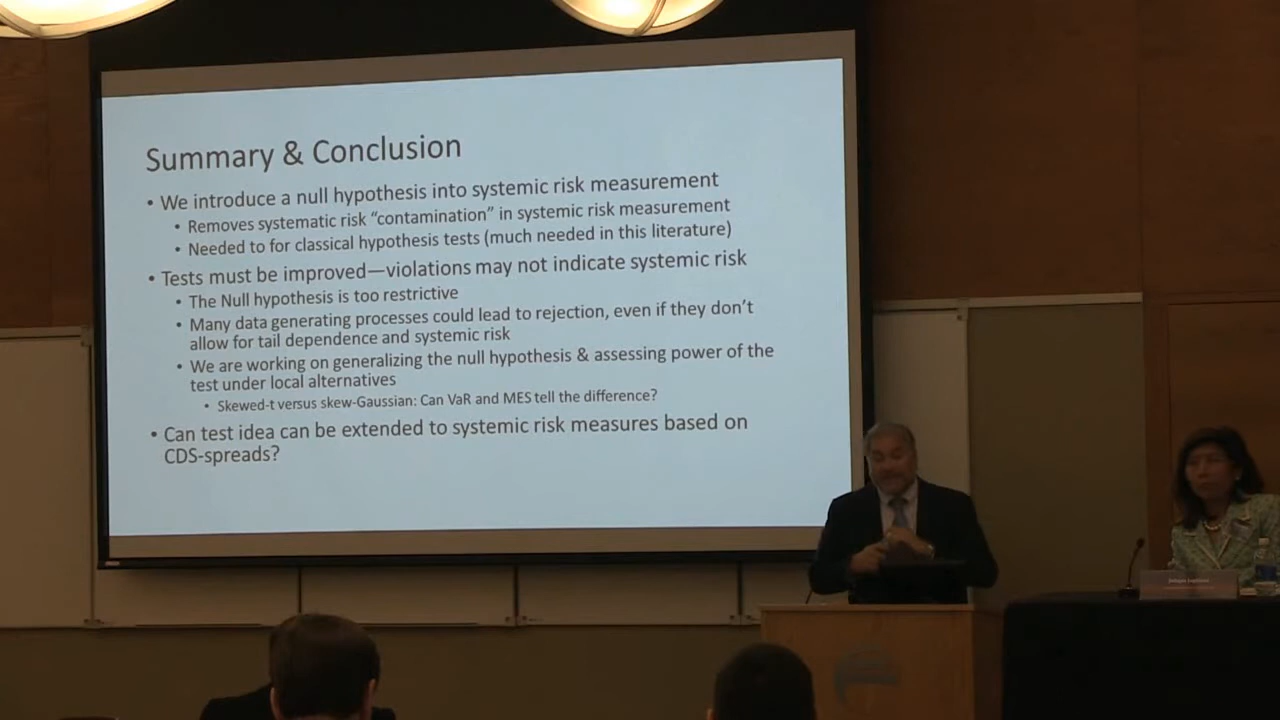 Summary & Conclusion
• We introduce a null hypothesis into systemic risk measurement
• Removes systematic risk “contamination” in systemic risk measurement
• Needed to for classical hypothesis tests (much needed in this literature)
• Tests must be improved—violations may not indicate systemic risk
• The Null hypothesis is too restrictive
• Many data generating processes could lead to rejection, even if they don’t
allow for tail dependence and systemic risk
• We are working on generalizing the null hypothesis & assessing power of the
test under local alternatives
• Skewed-t versus skew-Gaussian: Can VaR and MES tell the difference?
• Can test idea can be extended to systemic risk measures based on
CDS-spreads?